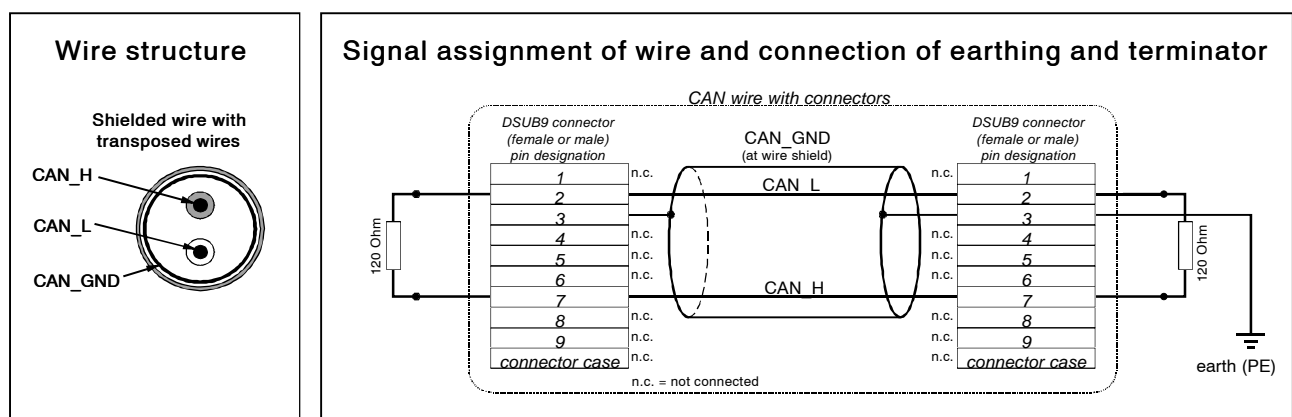 Wire structure
Shielded wire with
transposed wires
CAN_H
CAN_L
CAN_GND
Signal assignment of wire and connection of earthing and terminator
CAN wire with connectors
DSUB9 connector
(female or male)
pin designation
CAN_GND
(at wire shield)
DSUB9 connector
(female or male)
pin designation
1 n.c. n.c. 1
2 CAN_L 2
3 3
4 n.c. n.c. 4
5 n.c. n.c. 5
6 n.c. n.c. 6
7 CAN_H 7
8 n.c. n.c. 8
9 n.c. n.c. 9
connector case n.c. n.c. connector case
120 Ohm
120 Ohm
n.c. = not connected
earth (PE)